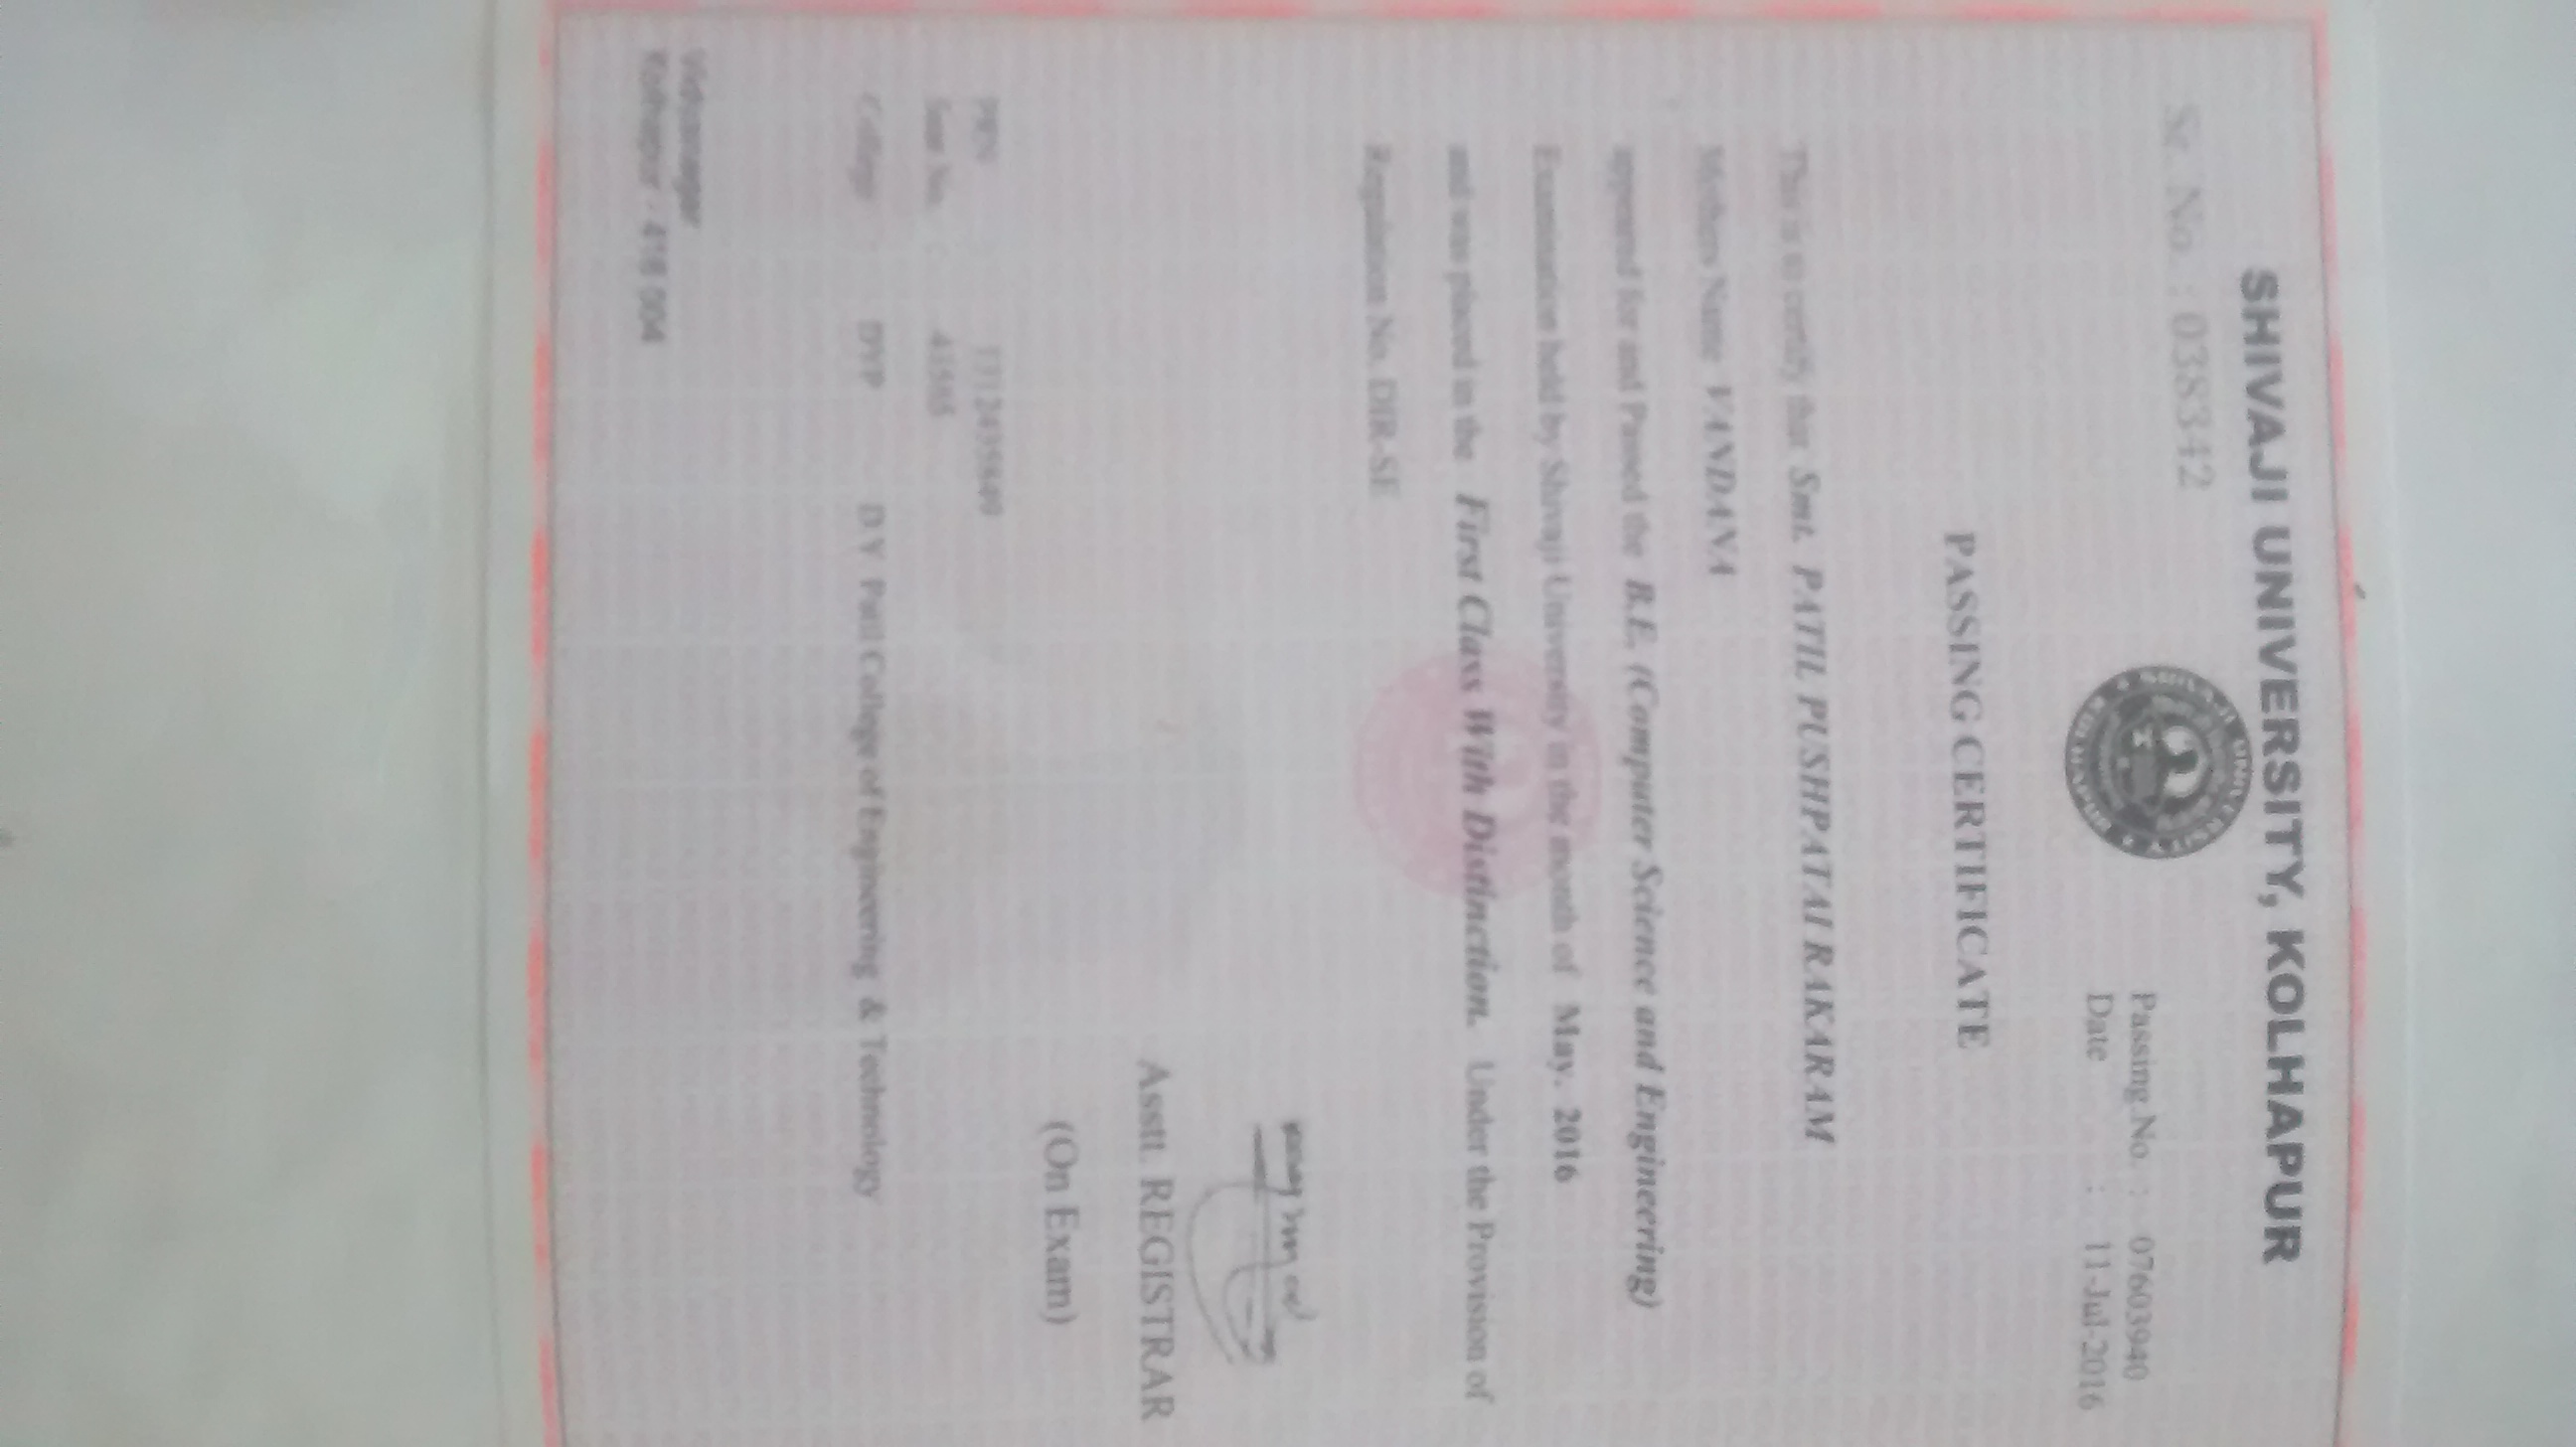 SHIVAJI UNIVERSITY, KOLHAPUR
Sr. No. : 038342
SHIVAJI UNIVERSITY
KOLHAPUR
Passing No. : 07603940
Date : 11-Jul-2016
PASSING CERTIFICATE
This is to certify that Smt. PATIL PUSHPATAI RAKARAM
Mothers Name VANDANA
appeared for and Passed the B.E. (Computer Science and Engineering)
Examination held by Shivaji University in the month of May. 2016
and was placed in the First Class With Distinction. Under the Provision of
Regulation No. DIR-SE
Asstt. REGISTRAR
(On Exam)
PRN
Seat No.
College DYP D.Y Patil College of Engineering & Technology
Vidyanagar
Kolhapur - 416 004